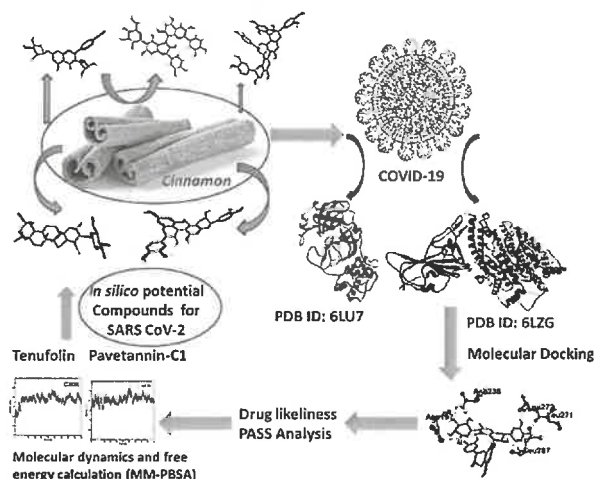 Cinnamon
COVID-19
PDB ID: 6LU7
PDB ID: 6LZG
In silico potential
Compounds for
SARS CoV-2
Tenufolin Pavetannin-C1
Molecular Docking
Drug likeliness
PASS Analysis
Molecular dynamics and free
energy calculation (MM-PBSA)